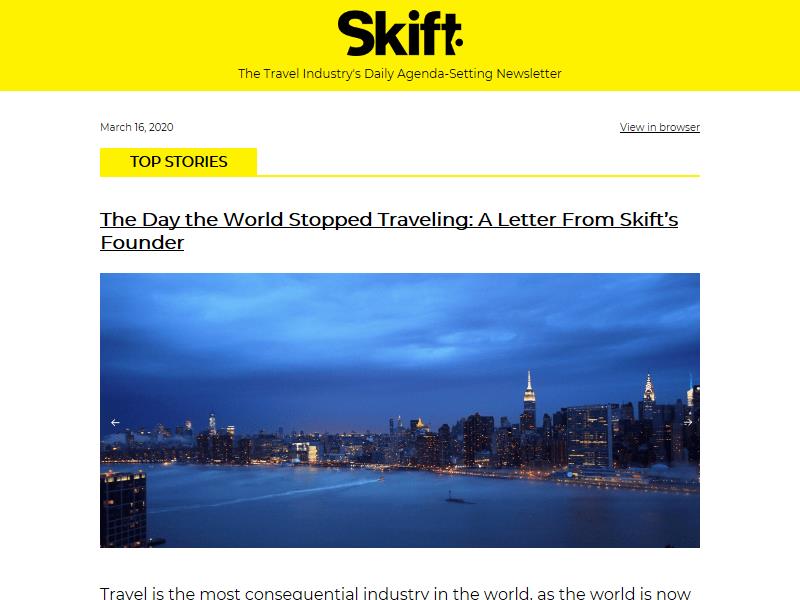 Skift
The Travel Industry's Daily Agenda-Setting Newsletter
March 16, 2020
View in browser
TOP STORIES
The Day the World Stopped Traveling: A Letter From Skift’s
Founder
Travel is the most consequential industry in the world, as the world is now